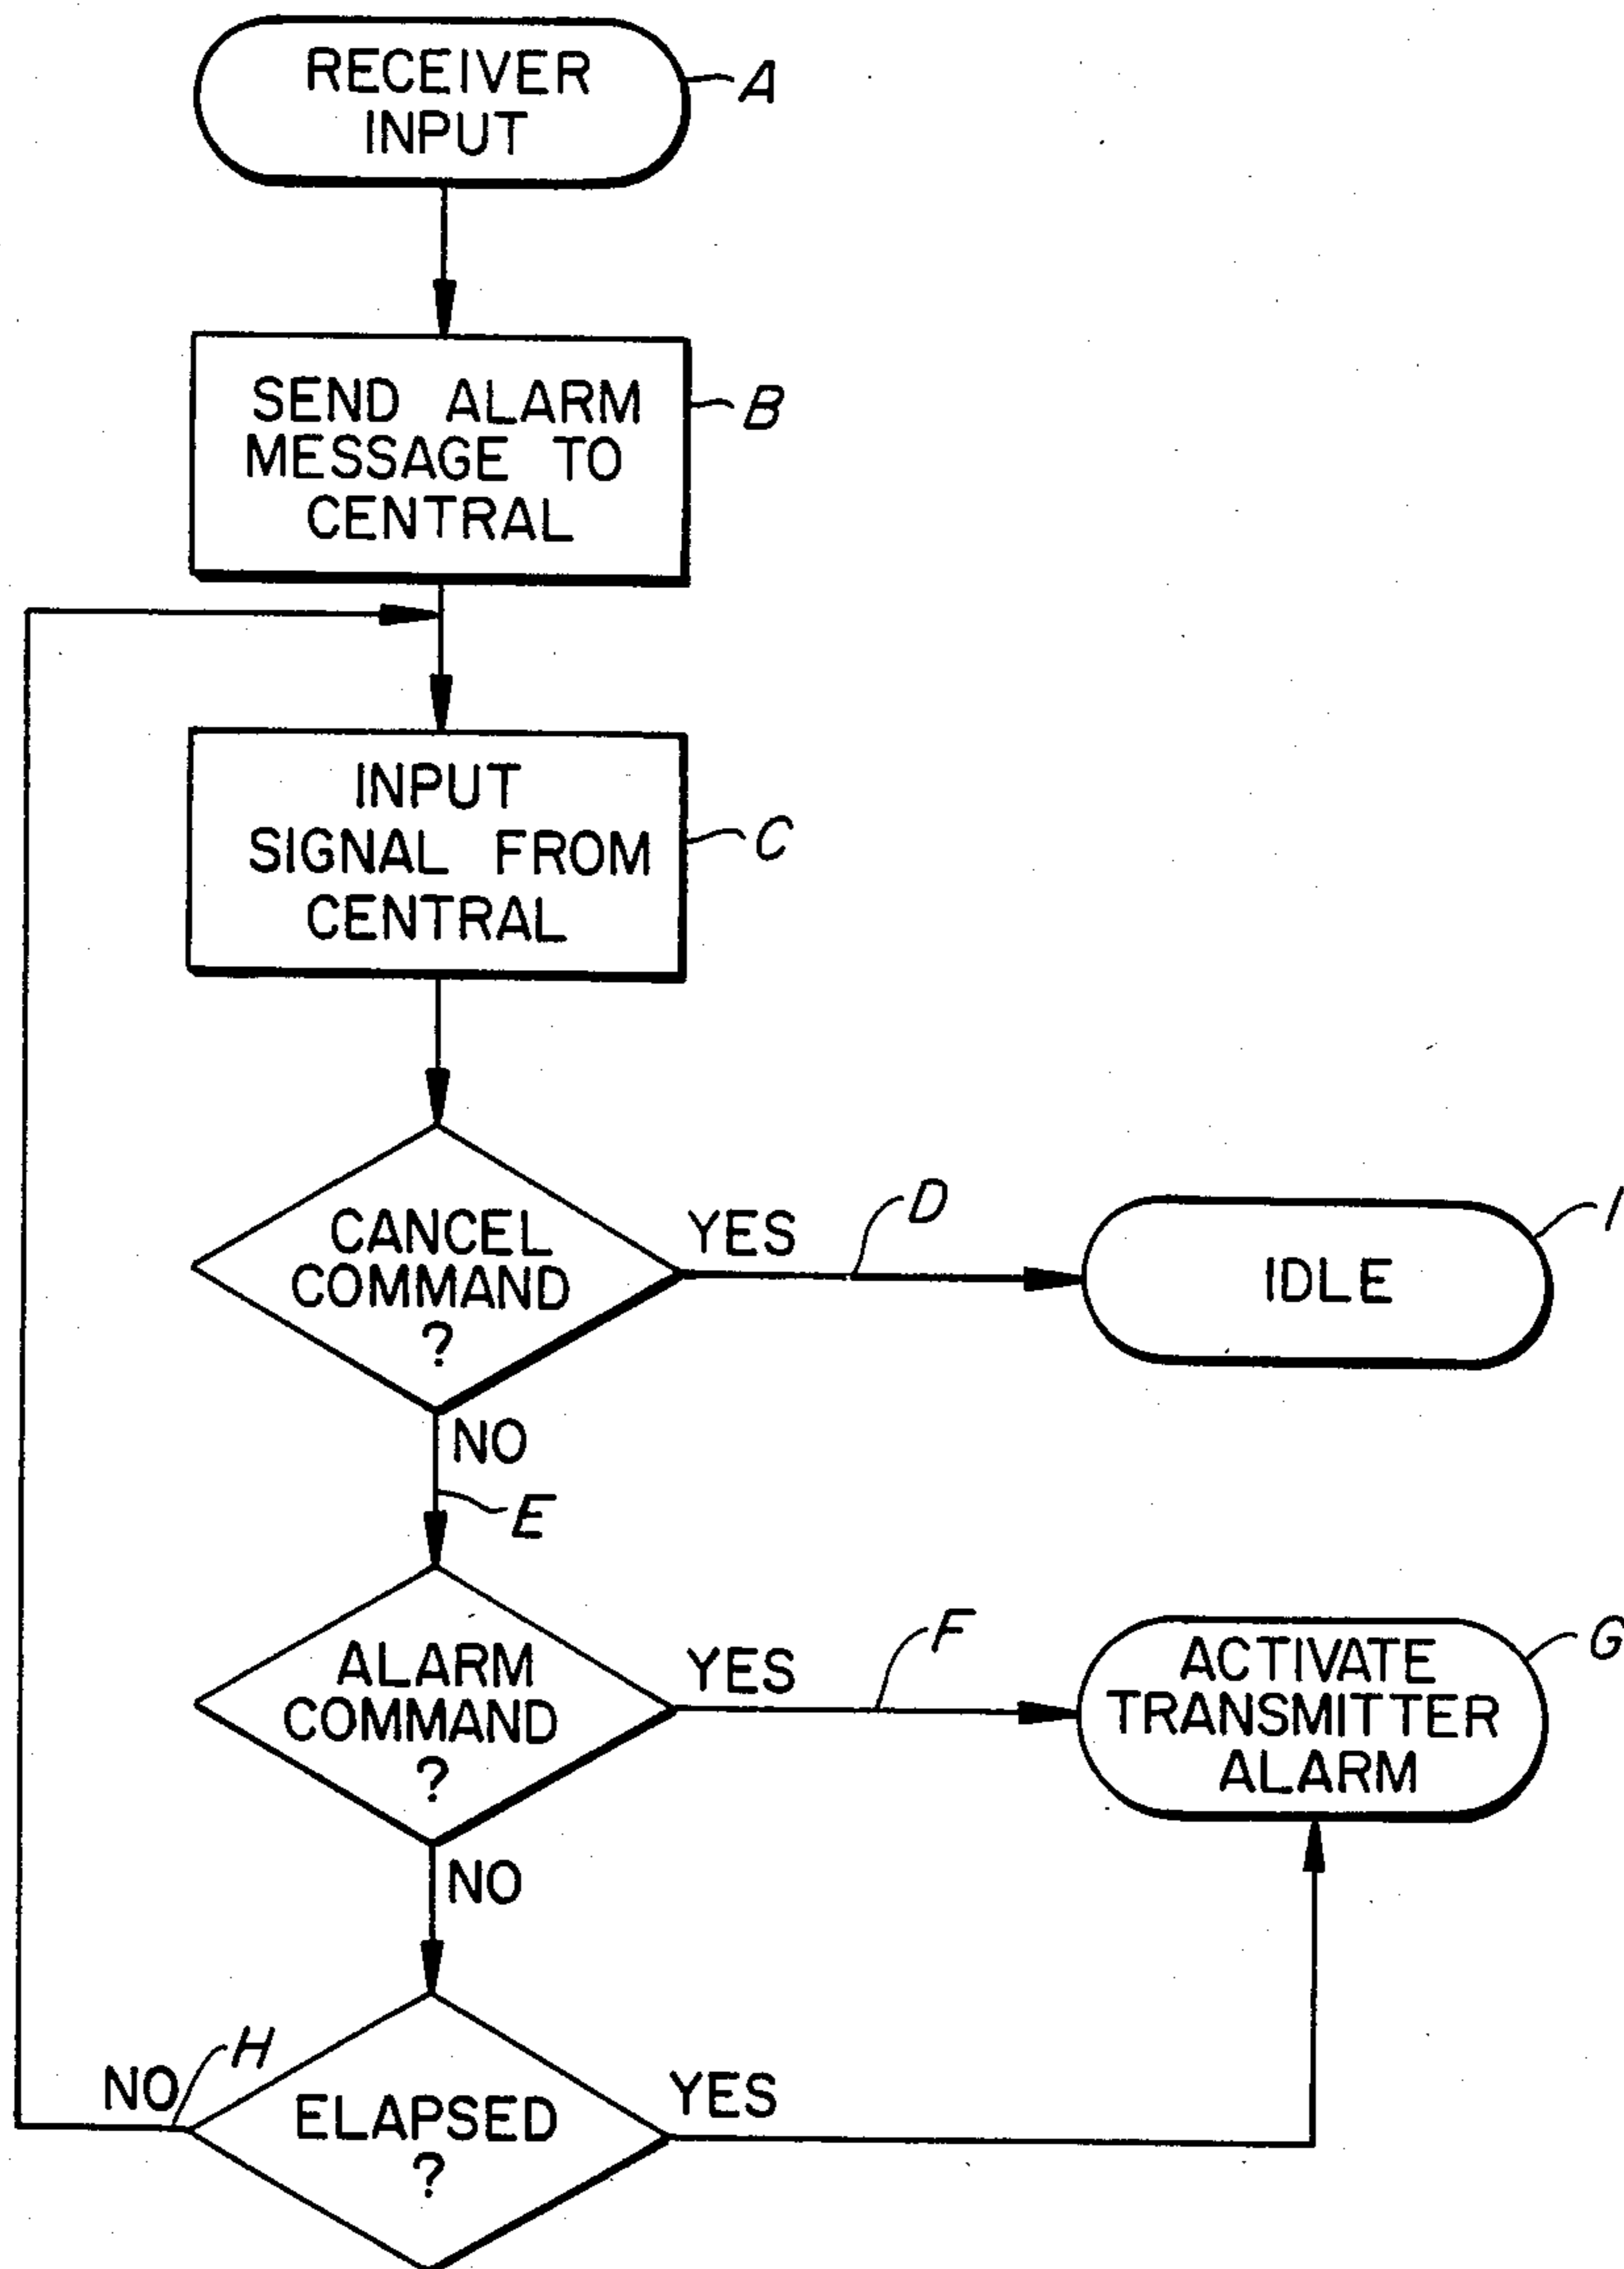 RECEIVER
INPUT
A
SEND ALARM
MESSAGE TO
CENTRAL
B
INPUT
SIGNAL FROM
CENTRAL
C
CANCEL
COMMAND
?
YES
D
IDLE
I
NO
E
ALARM
COMMAND
?
YES
F
ACTIVATE
TRANSMITTER
ALARM
G
NO
ELAPSED
?
NO
H
YES